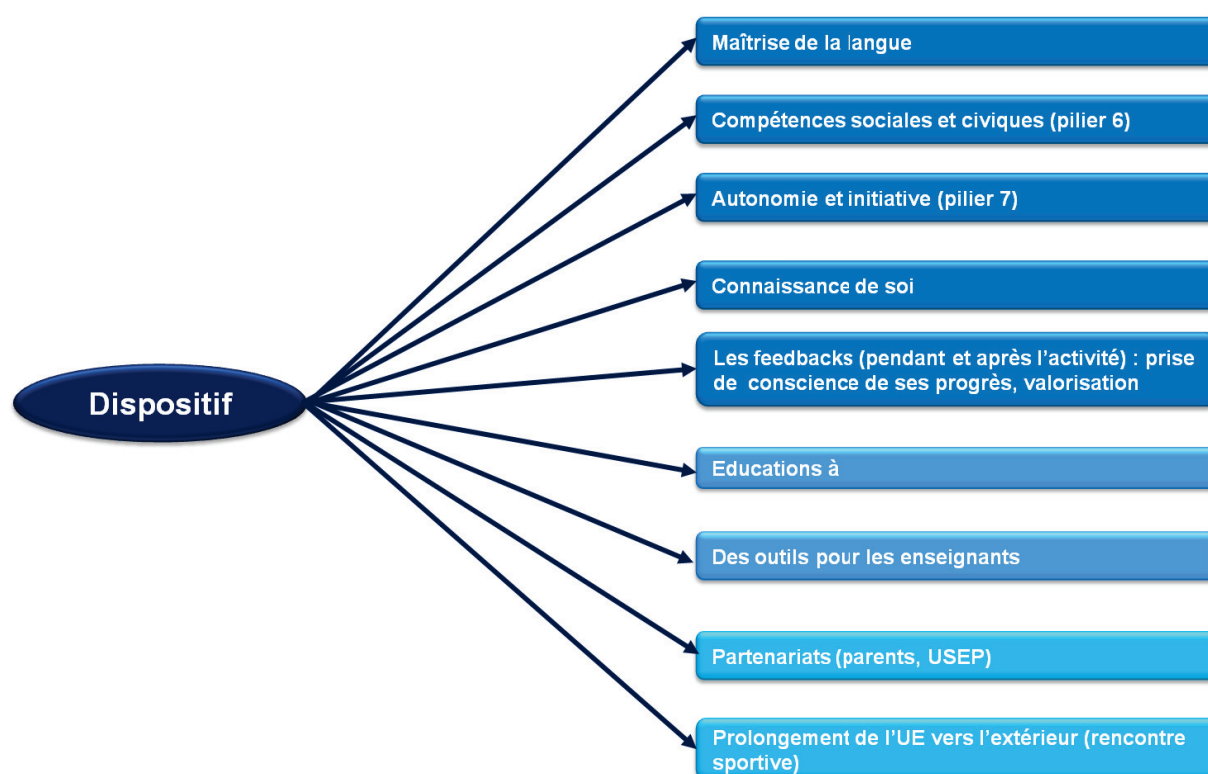 Maîtrise de la langue
Compétences sociales et civiques (pilier 6)
Autonomie et initiative (pilier 7)
Connaissance de soi
Les feedbacks (pendant et après l’activité) : prise
de conscience de ses progrès, valorisation
Dispositif
Educations à
Des outils pour les enseignants
Partenariats (parents, USEP)
Prolongement de l’UE vers l’extérieur (rencontre
sportive)